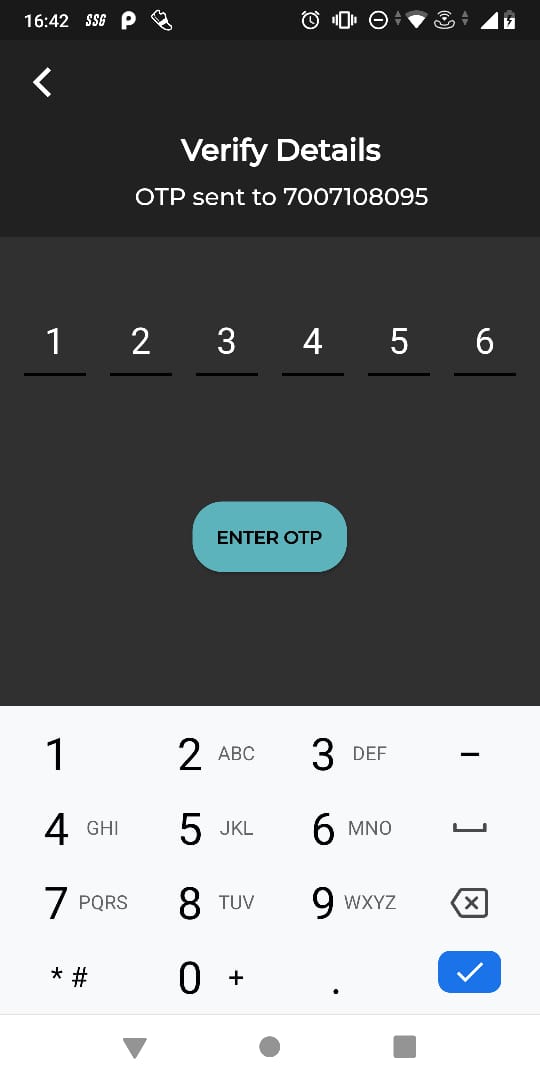 16:42 SSG P
Verify Details
OTP sent to 7007108095
1 2 3 4 5 6
ENTER OTP
1 2 ABC 3 DEF –
4 GHI 5 JKL 6 MNO
7 PQRS 8 TUV 9 WXYZ
* # 0 + .